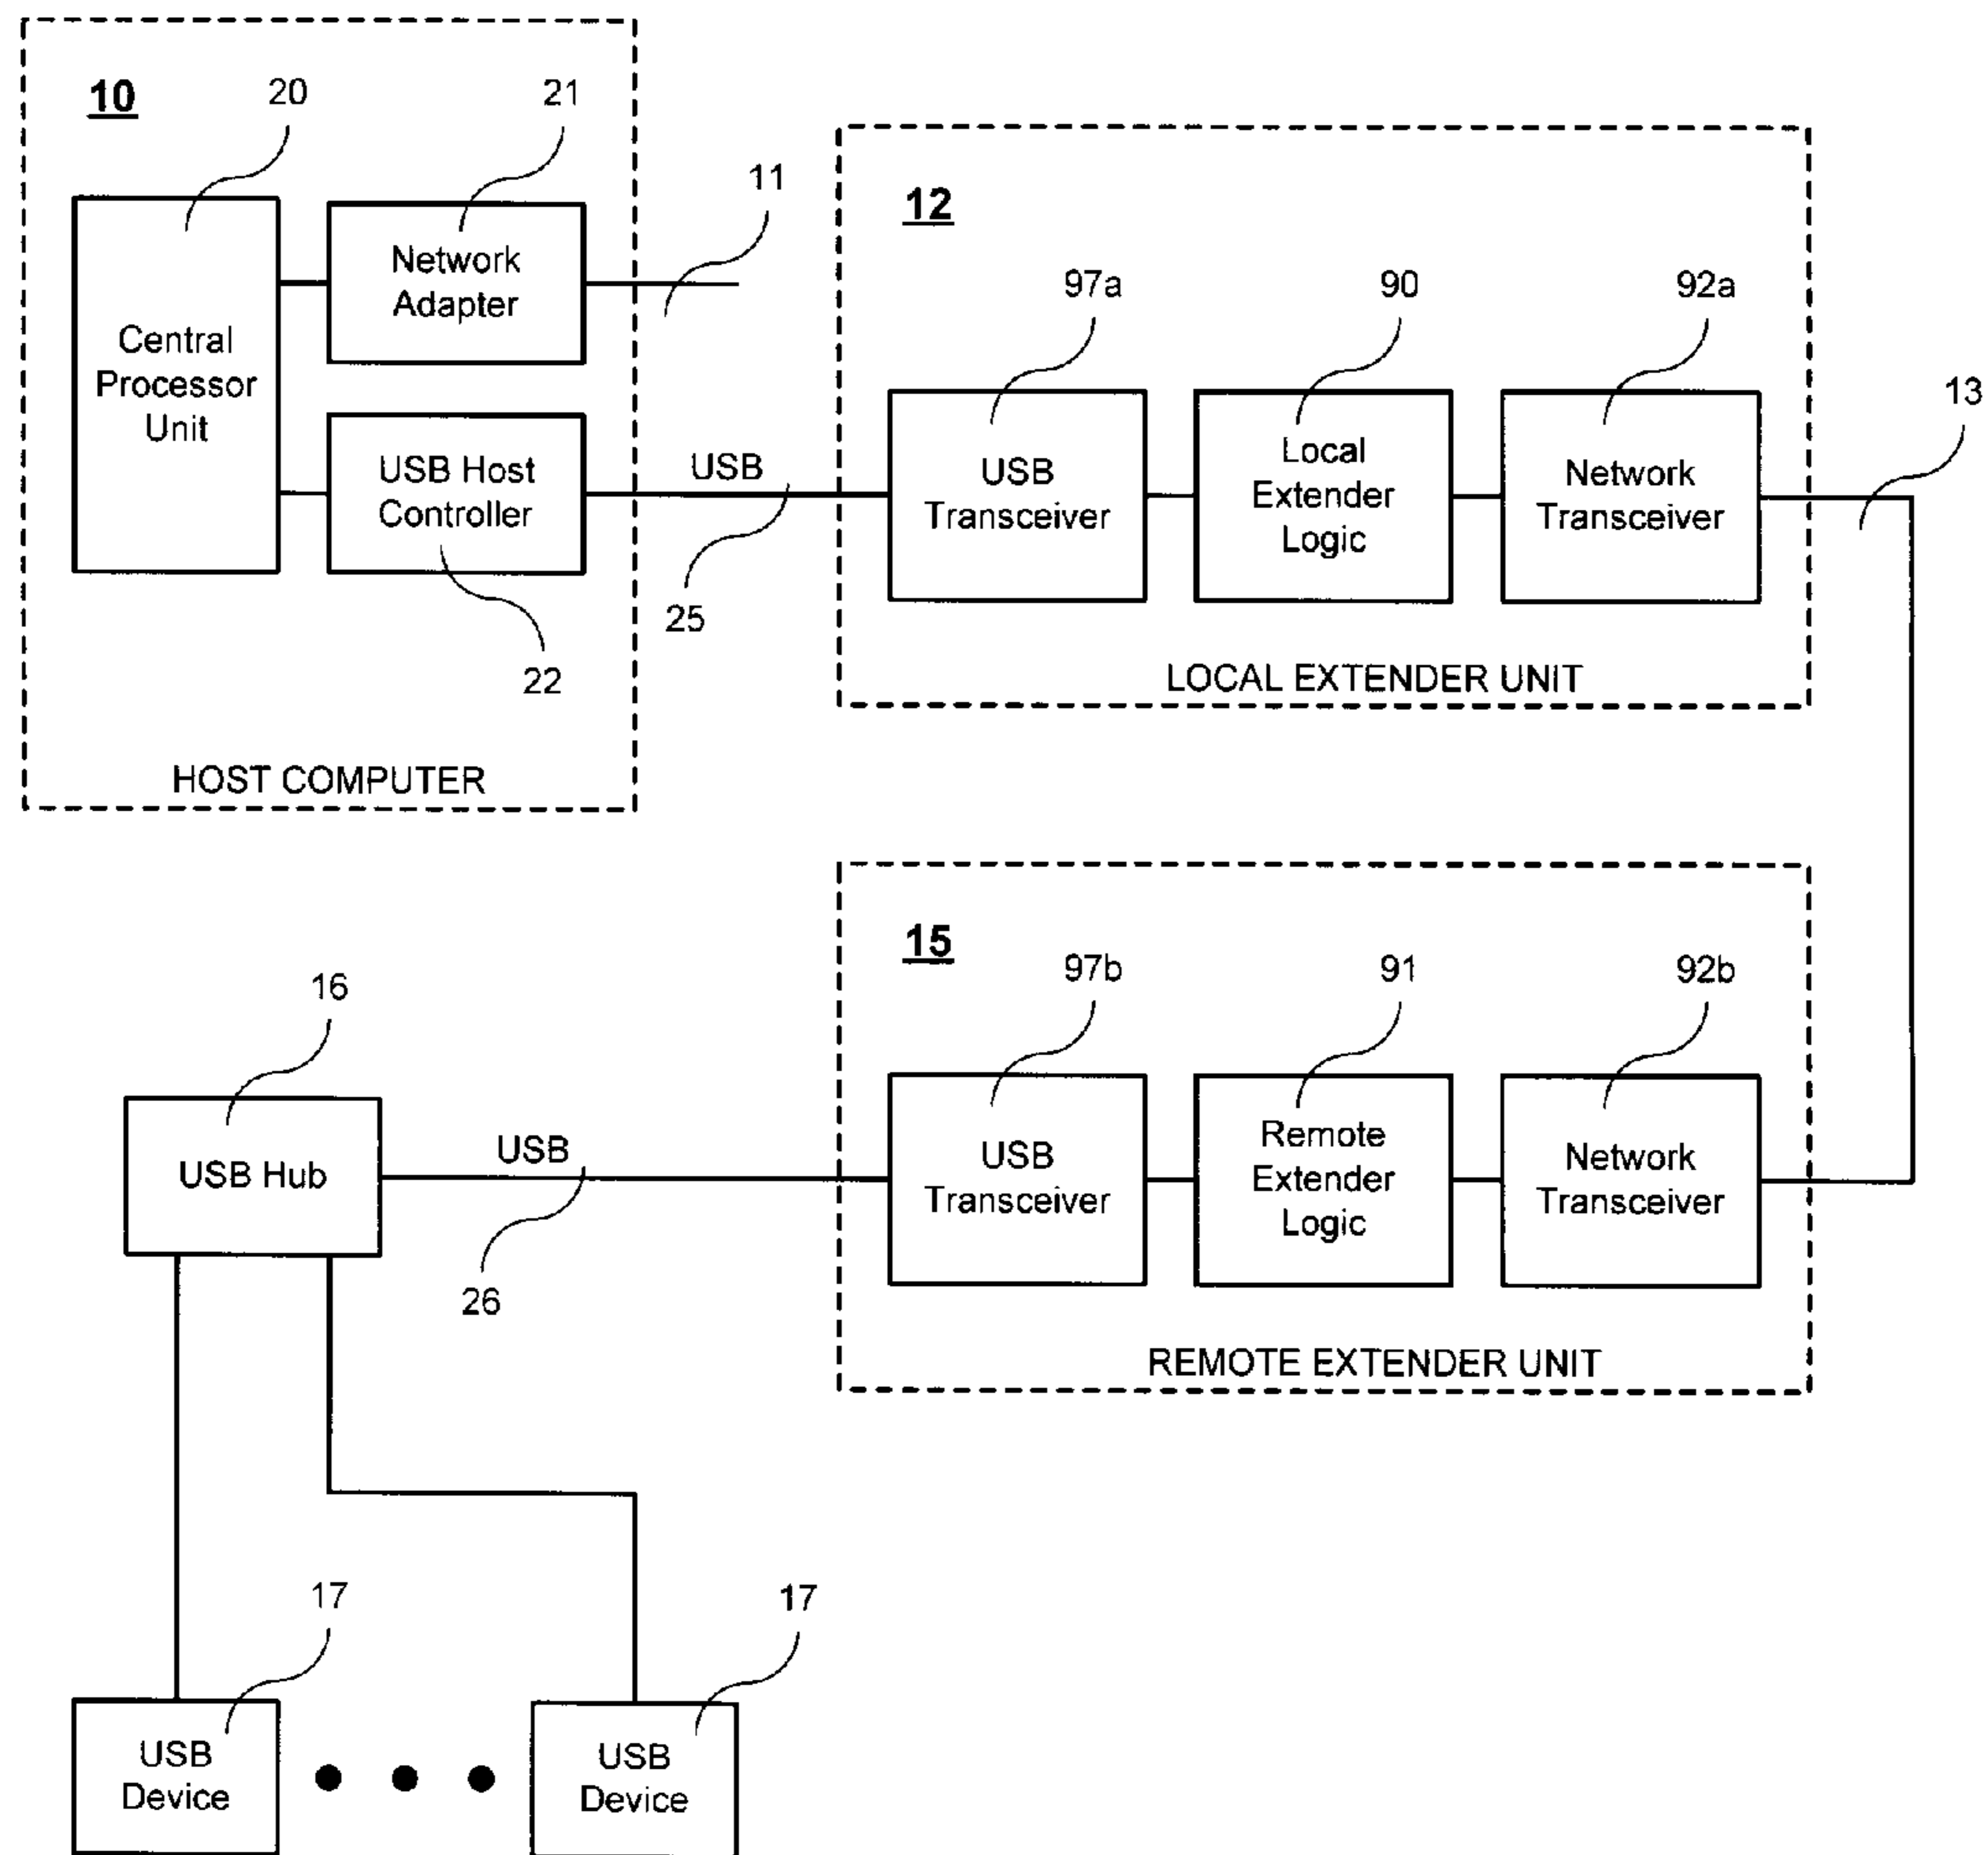 10
20
21
Central
Processor
Unit
Network
Adapter
11
USB Host
Controller
22
USB
25
HOST COMPUTER
12
97a
90
92a
USB
Transceiver
Local
Extender
Logic
Network
Transceiver
13
LOCAL EXTENDER UNIT
15
97b
91
92b
USB
Transceiver
Remote
Extender
Logic
Network
Transceiver
REMOTE EXTENDER UNIT
16
USB Hub
USB
26
17
USB
Device
17
USB
Device